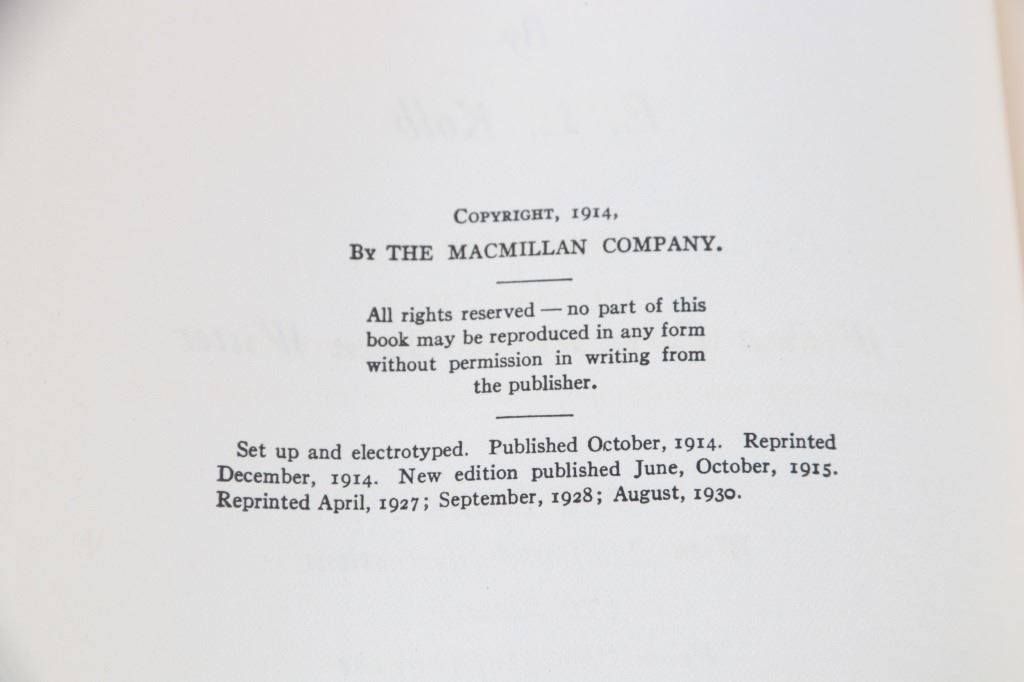 COPYRIGHT, 1914,
BY THE MACMILLAN COMPANY.
All rights reserved — no part of this
book may be reproduced in any form
without permission in writing from
the publisher.
Set up and electrotyped. Published October, 1914. Reprinted
December, 1914. New edition published June, October, 1915.
Reprinted April, 1927; September, 1928; August, 1930.